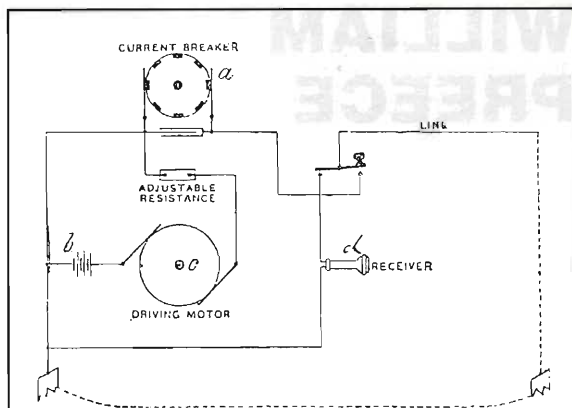 WILLIAM
PREECE
CURRENT BREAKER
a
LINE
ADJUSTABLE
RESISTANCE
b
C
d
RECEIVER
DRIVING MOTOR